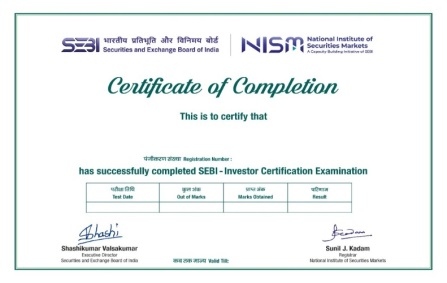 SEBI भारतीय प्रतिभूति और विनिमय बोर्ड
Securities and Exchange Board of India
NISM National Institute of
Securities Markets
A Capacity Building Initiative of SEBI
Certificate of Completion
This is to certify that
पंजीकरण संख्या Registration Number :
has successfully completed SEBI - Investor Certification Examination
परीक्षा तिथि कुल अंक प्राप्त अंक परिणाम
Test Date Out of Marks Marks Obtained Result
Shashikumar Valsakumar
Executive Director
Securities and Exchange Board of India
कब तक मान्य Valid Till:
Sunil J. Kadam
Registrar
National Institute of Securities Markets